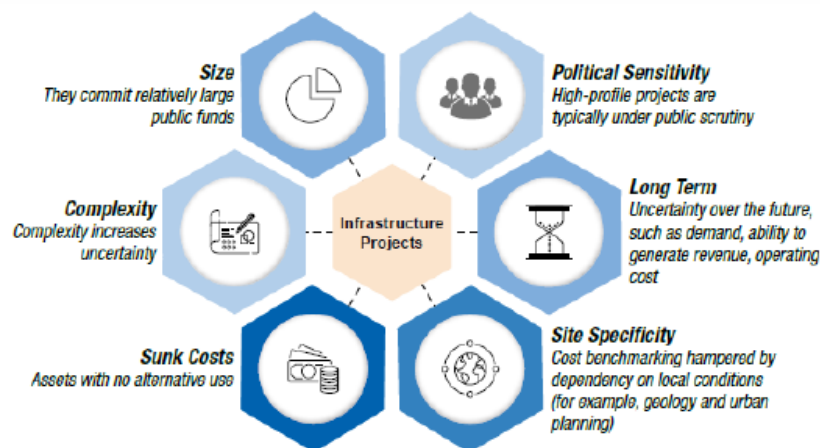 Size
They commit relatively large
public funds
Political Sensitivity
High-profile projects are
typically under public scrutiny
Complexity
Complexity increases
uncertainty
Infrastructure
Projects
Long Term
Uncertainty over the future,
such as demand, ability to
generate revenue, operating
cost
Sunk Costs
Assets with no alternative use
Site Specificity
Cost benchmarking hampered by
dependency on local conditions
(for example, geology and urban
planning)